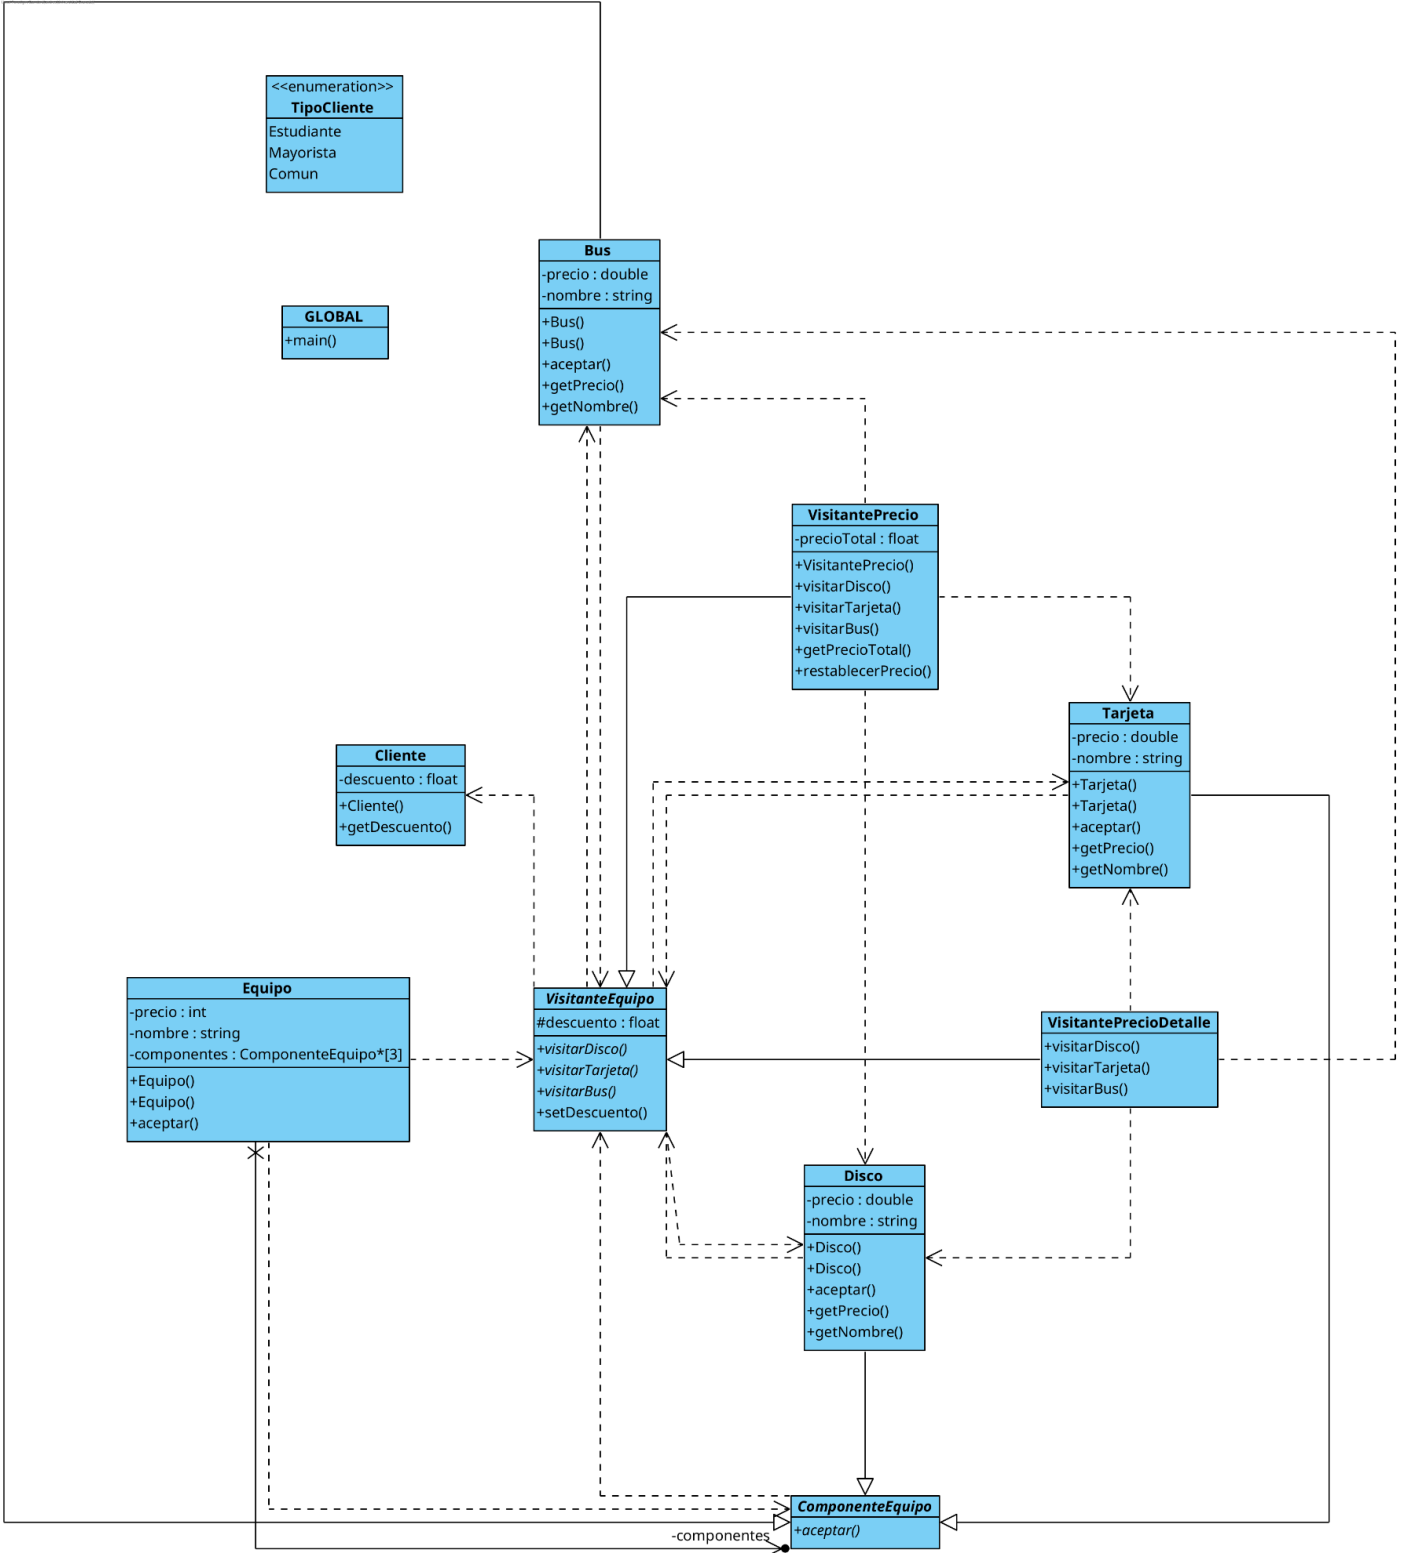 <<enumeration>>
TipoCliente
Estudiante
Mayorista
Comun
Bus
-precio : double
-nombre : string
+Bus()
+Bus()
+aceptar()
+getPrecio()
+getNombre()
GLOBAL
+main()
VisitantePrecio
-precioTotal : float
+VisitantePrecio()
+visitarDisco()
+visitarTarjeta()
+visitarBus()
+getPrecioTotal()
+restablecerPrecio()
Tarjeta
-precio : double
-nombre : string
+Tarjeta()
+Tarjeta()
+aceptar()
+getPrecio()
+getNombre()
Cliente
-descuento : float
+Cliente()
+getDescuento()
Equipo
-precio : int
-nombre : string
-componentes : ComponenteEquipo*[3]
+Equipo()
+Equipo()
+aceptar()
VisitanteEquipo
#descuento : float
+visitarDisco()
+visitarTarjeta()
+visitarBus()
+setDescuento()
VisitantePrecioDetalle
+visitarDisco()
+visitarTarjeta()
+visitarBus()
Disco
-precio : double
-nombre : string
+Disco()
+Disco()
+aceptar()
+getPrecio()
+getNombre()
ComponenteEquipo
+aceptar()
-componentes